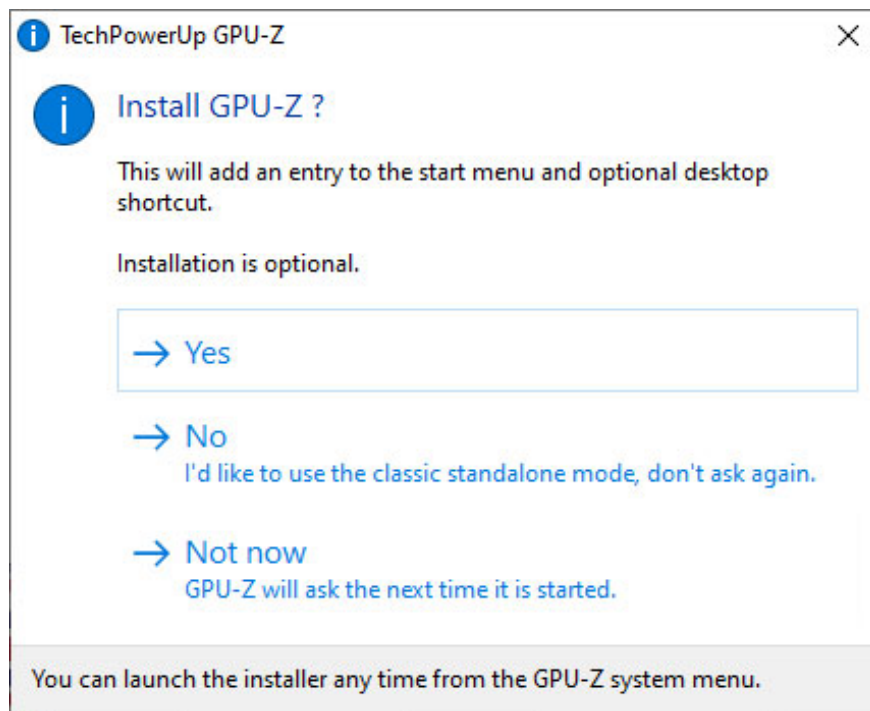 TechPowerUp GPU-Z
Install GPU-Z ?
This will add an entry to the start menu and optional desktop
shortcut.
Installation is optional.
Yes
No
I'd like to use the classic standalone mode, don't ask again.
Not now
GPU-Z will ask the next time it is started.
You can launch the installer any time from the GPU-Z system menu.